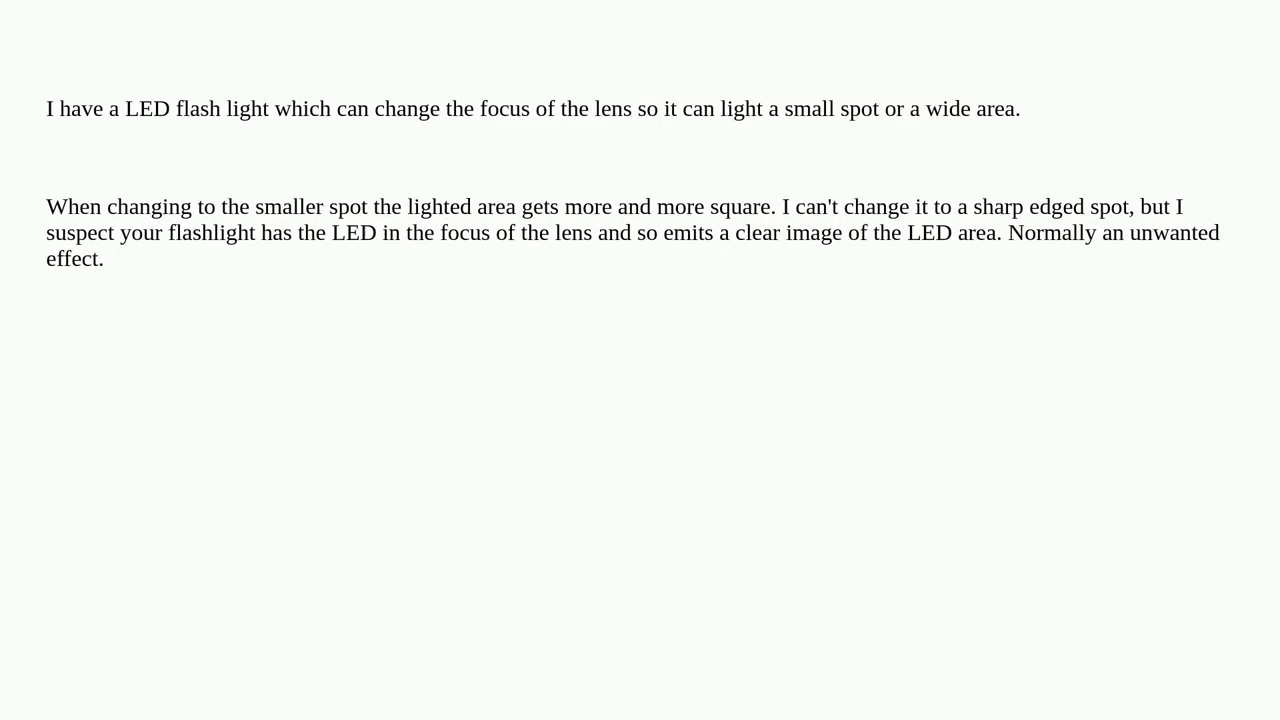 I have a LED flash light which can change the focus of the lens so it can light a small spot or a wide area.
When changing to the smaller spot the lighted area gets more and more square. I can't change it to a sharp edged spot, but I
suspect your flashlight has the LED in the focus of the lens and so emits a clear image of the LED area. Normally an unwanted
effect.